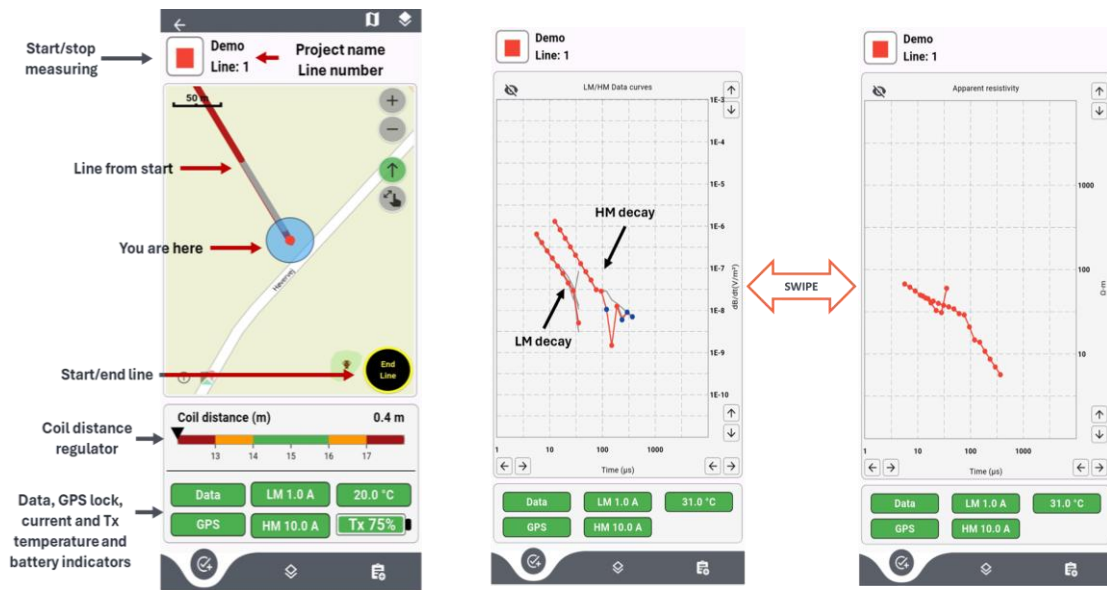 Start/stop
measuring
Demo
Line: 1
Project name
Line number
50 m
Line from start
You are here
Høvervej
Start/end line
End
Line
Coil distance
regulator
Coil distance (m)
0.4 m
13
14
15
16
17
Data, GPS lock,
current and Tx
temperature and
battery indicators
Data
LM 1.0 A
20.0 °C
GPS
HM 10.0 A
Tx 75%
Demo
Line: 1
LM/HM Data curves
1E-3
1E-4
1E-5
1E-6
1E-7
1E-8
1E-9
1E-10
dB/dt(V/m²)
HM decay
LM decay
1
10
100
1000
Time (µs)
Data
LM 1.0 A
31.0 °C
GPS
HM 10.0 A
SWIPE
Demo
Line: 1
Apparent resistivity
1000
100
10
Ω·m
1
10
100
1000
Time (µs)
Data
LM 1.0 A
31.0 °C
GPS
HM 10.0 A